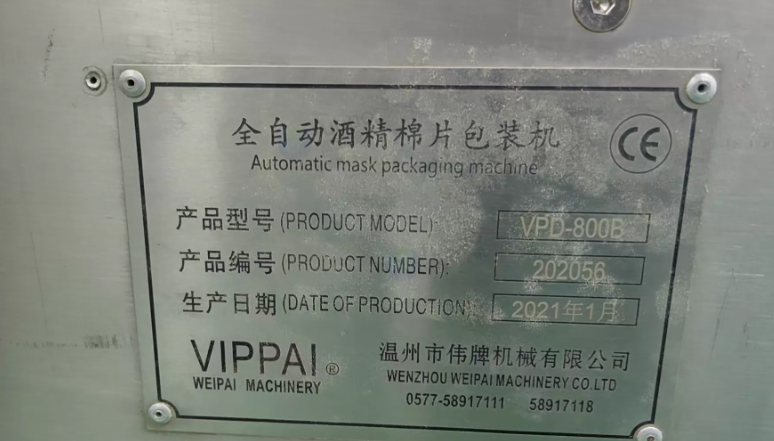 全自动酒精棉片包装机
CE
Automatic mask packaging machine
产品型号 (PRODUCT MODEL): VPD-800B
产品编号 (PRODUCT NUMBER): 202056
生产日期 (DATE OF PRODUCTION): 2021年1月
VIPPAI®
WEIPAI MACHINERY
温州市伟牌机械有限公司
WENZHOU WEIPAI MACHINERY CO.LTD
0577-58917111 58917118